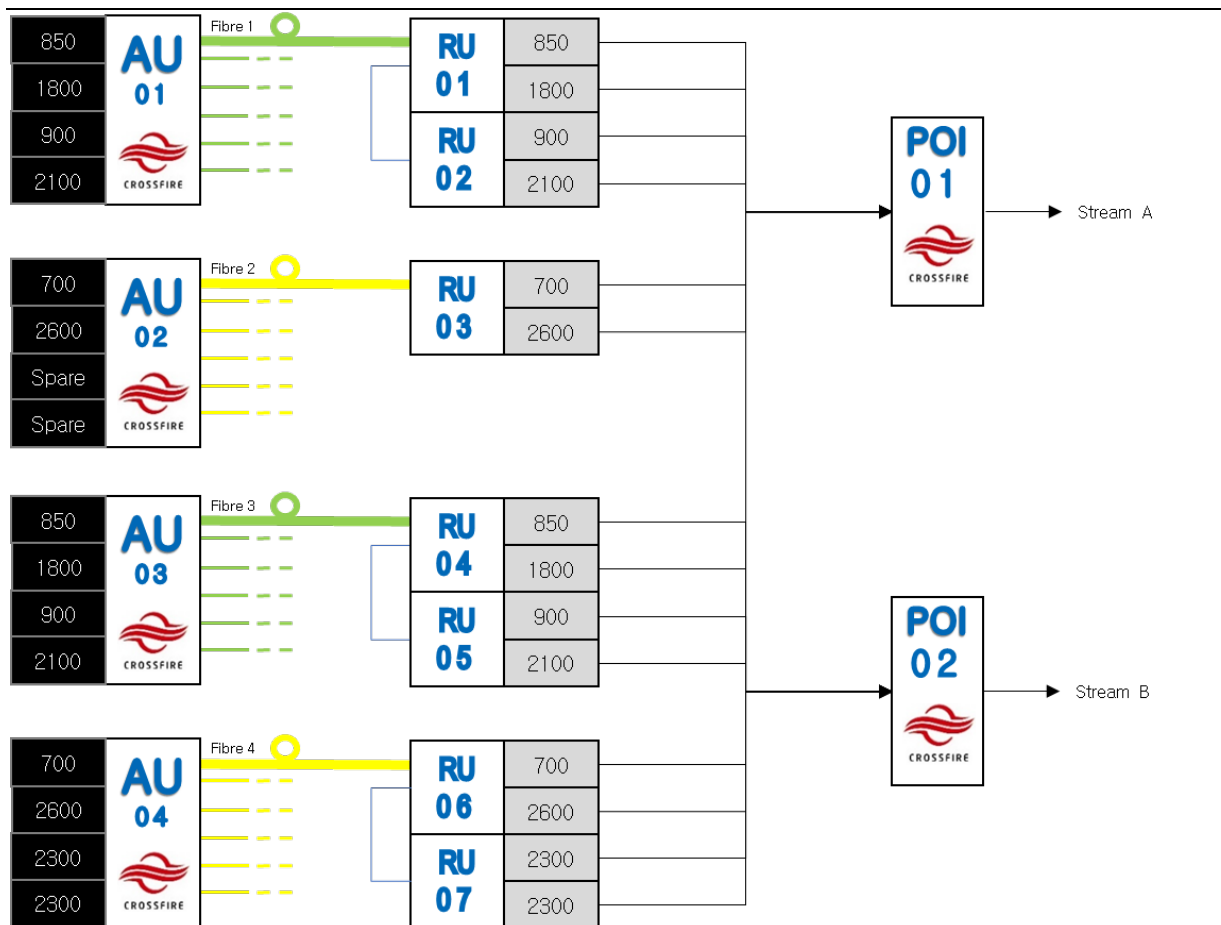 Fibre 1
850
1800
900
2100
AU
01
CROSSFIRE
RU
01
RU
02
850
1800
900
2100
POI
01
CROSSFIRE
Stream A
Fibre 2
700
2600
Spare
Spare
AU
02
CROSSFIRE
RU
03
700
2600
Fibre 3
850
1800
900
2100
AU
03
CROSSFIRE
RU
04
RU
05
850
1800
900
2100
POI
02
CROSSFIRE
Stream B
Fibre 4
700
2600
2300
2300
AU
04
CROSSFIRE
RU
06
RU
07
700
2600
2300
2300